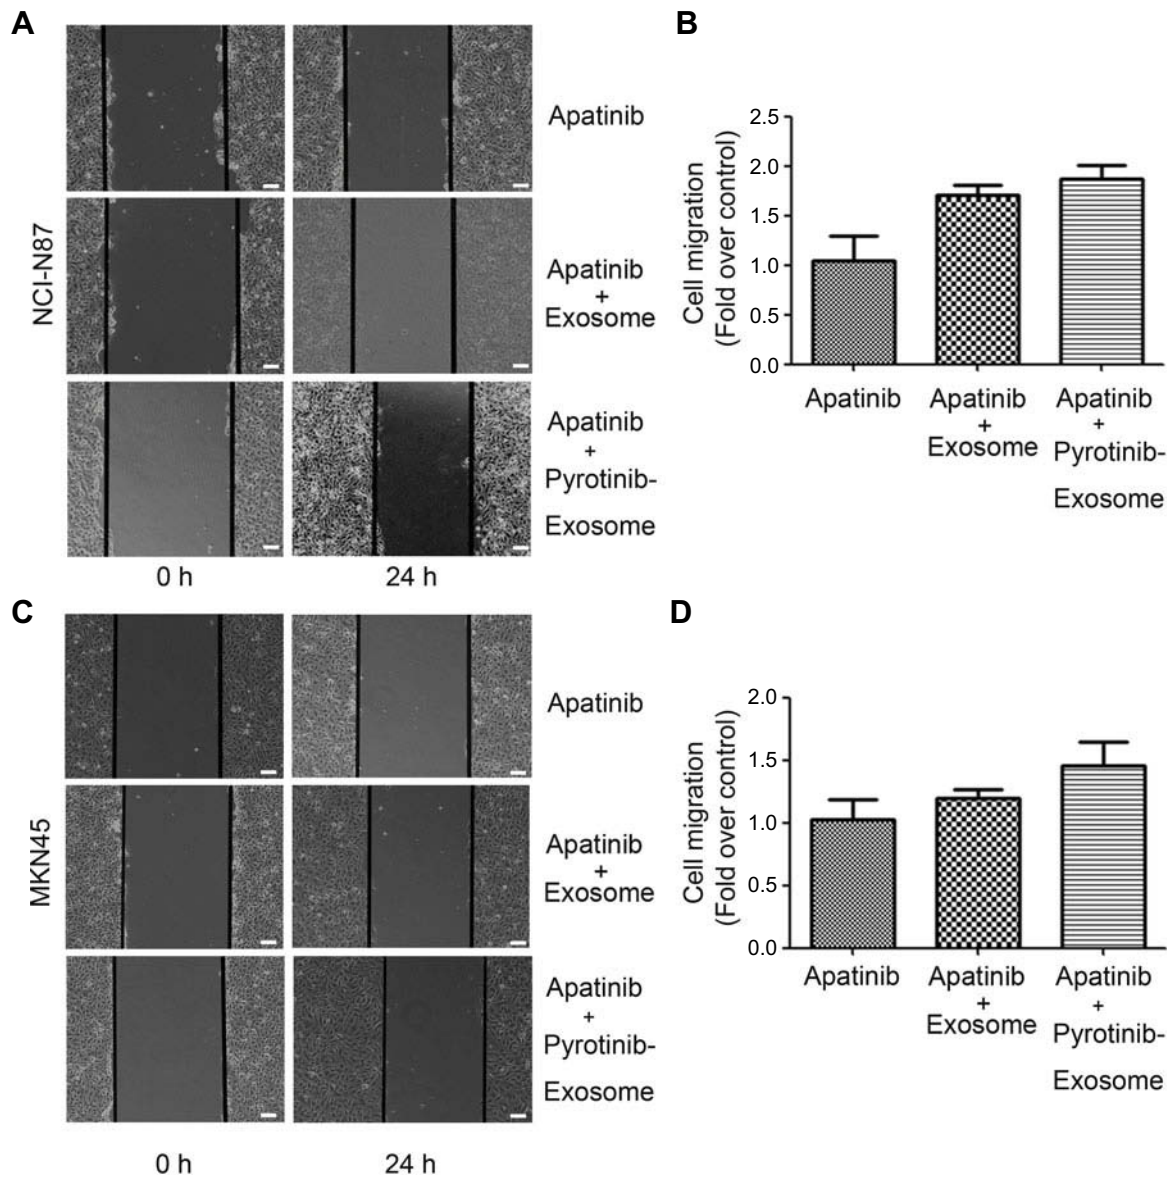 A
NCI-N87
Apatinib
Apatinib
+
Exosome
Apatinib
+
Pyrotinib-
Exosome
0 h
24 h
B
Cell migration
(Fold over control)
2.5
2.0
1.5
1.0
0.5
0.0
Apatinib
Apatinib
+
Exosome
Apatinib
+
Pyrotinib-
Exosome
C
MKN45
Apatinib
Apatinib
+
Exosome
Apatinib
+
Pyrotinib-
Exosome
0 h
24 h
D
Cell migration
(Fold over control)
2.0
1.5
1.0
0.5
0.0
Apatinib
Apatinib
+
Exosome
Apatinib
+
Pyrotinib-
Exosome